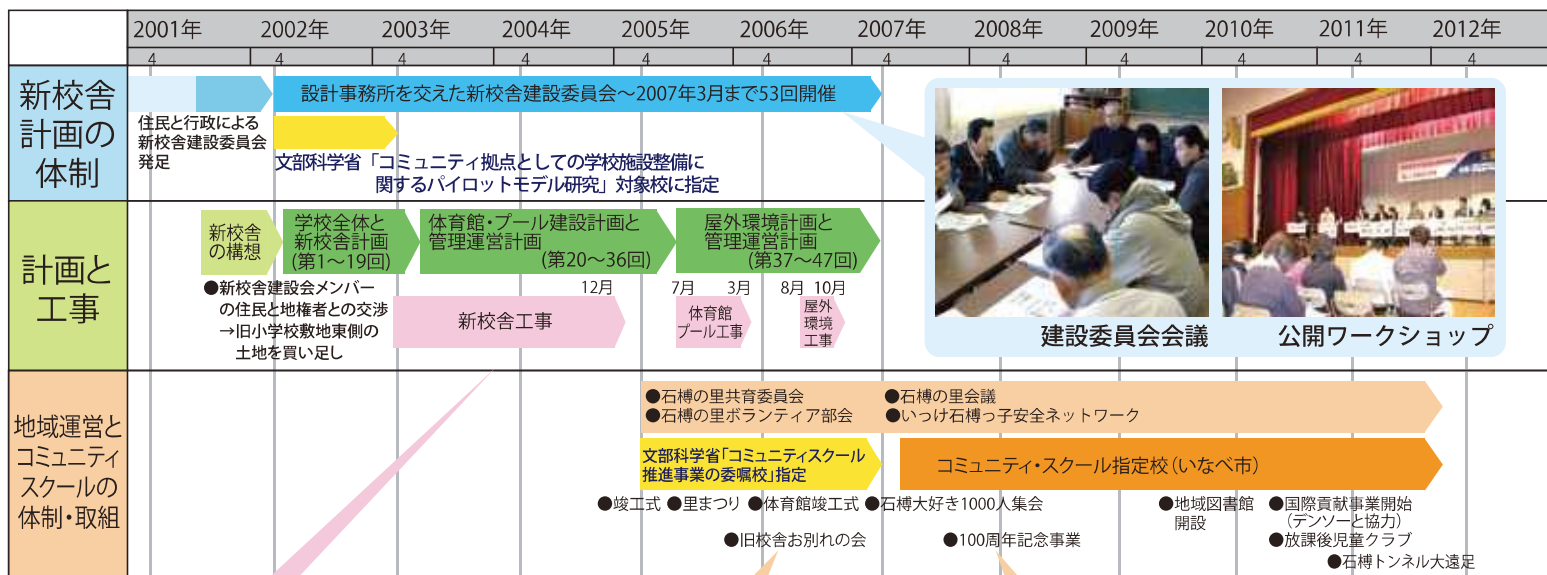 2001年 2002年 2003年 2004年 2005年 2006年 2007年 2008年 2009年 2010年 2011年 2012年
4 4 4 4 4 4 4 4 4 4 4 4
新校舎
計画の
体制
設計事務所を交えた新校舎建設委員会～2007年3月まで53回開催
住民と行政による
新校舎建設委員会
発足
文部科学省「コミュニティ拠点としての学校施設整備に
関するパイロットモデル研究」対象校に指定
建設委員会会議
公開ワークショップ
計画と
工事
新校舎
の構想
学校全体と
新校舎計画
(第1～19回)
体育館・プール建設計画と
管理運営計画
(第20～36回)
屋外環境計画と
管理運営計画
(第37～47回)
●新校舎建設会メンバー
の住民と地権者との交渉
→旧小学校敷地東側の
土地を買い足し
12月
新校舎工事
7月 3月
体育館
プール工事
8月 10月
屋外
環境
工事
地域運営と
コミュニティ
スクールの
体制・取組
●石榑の里共育委員会
●石榑の里ボランティア部会
●石榑の里会議
●いっけ石榑っ子安全ネットワーク
文部科学省「コミュニティスクール
推進事業の委嘱校」指定
コミュニティ・スクール指定校（いなべ市）
●竣工式 ●里まつり ●体育館竣工式 ●石榑大好き1000人集会
●地域図書館
開設
●国際貢献事業開始
（デンソーと協力）
●旧校舎お別れの会
●100周年記念事業
●放課後児童クラブ
●石榑トンネル大遠足